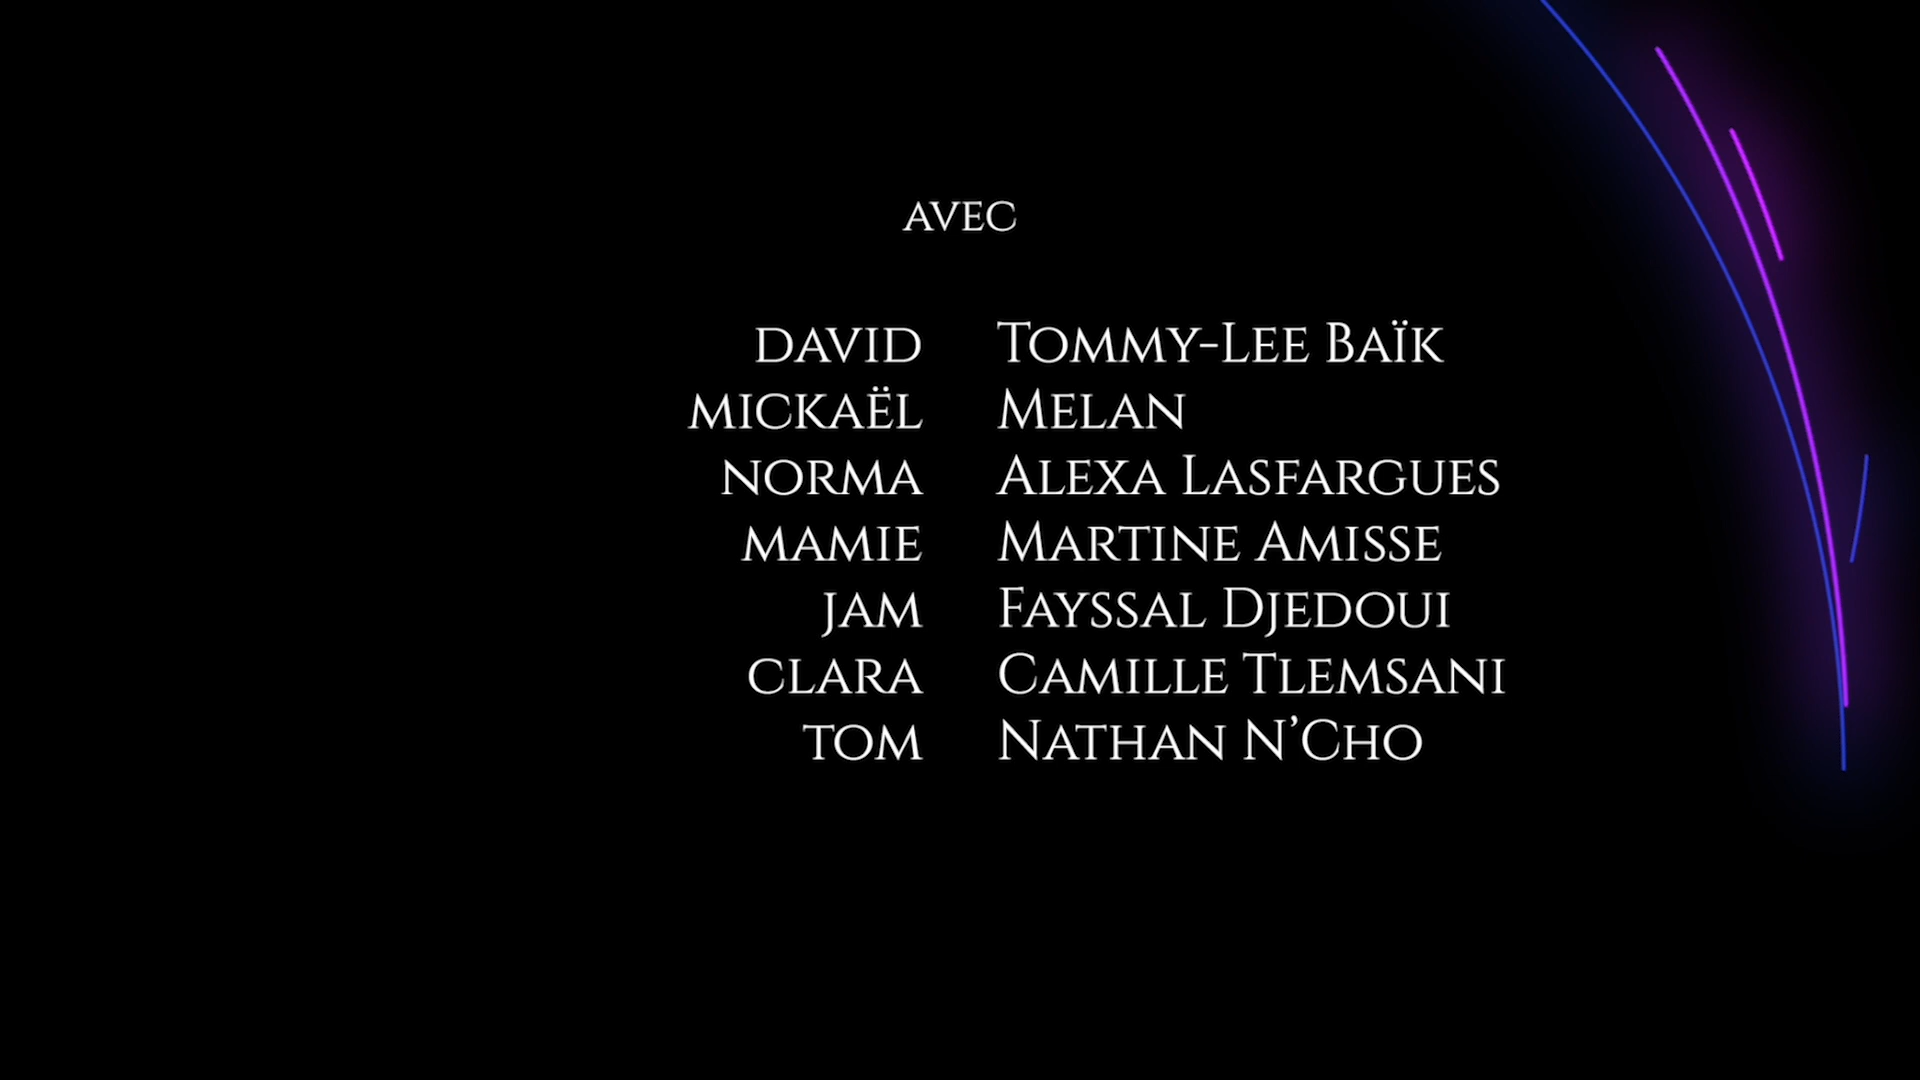 AVEC
DAVID Tommy-Lee Baïk
MICKAËL Melan
NORMA Alexa Lasfargues
MAMIE Martine Amisse
JAM Fayssal Djedoui
CLARA Camille Tlemsani
TOM Nathan N’Cho